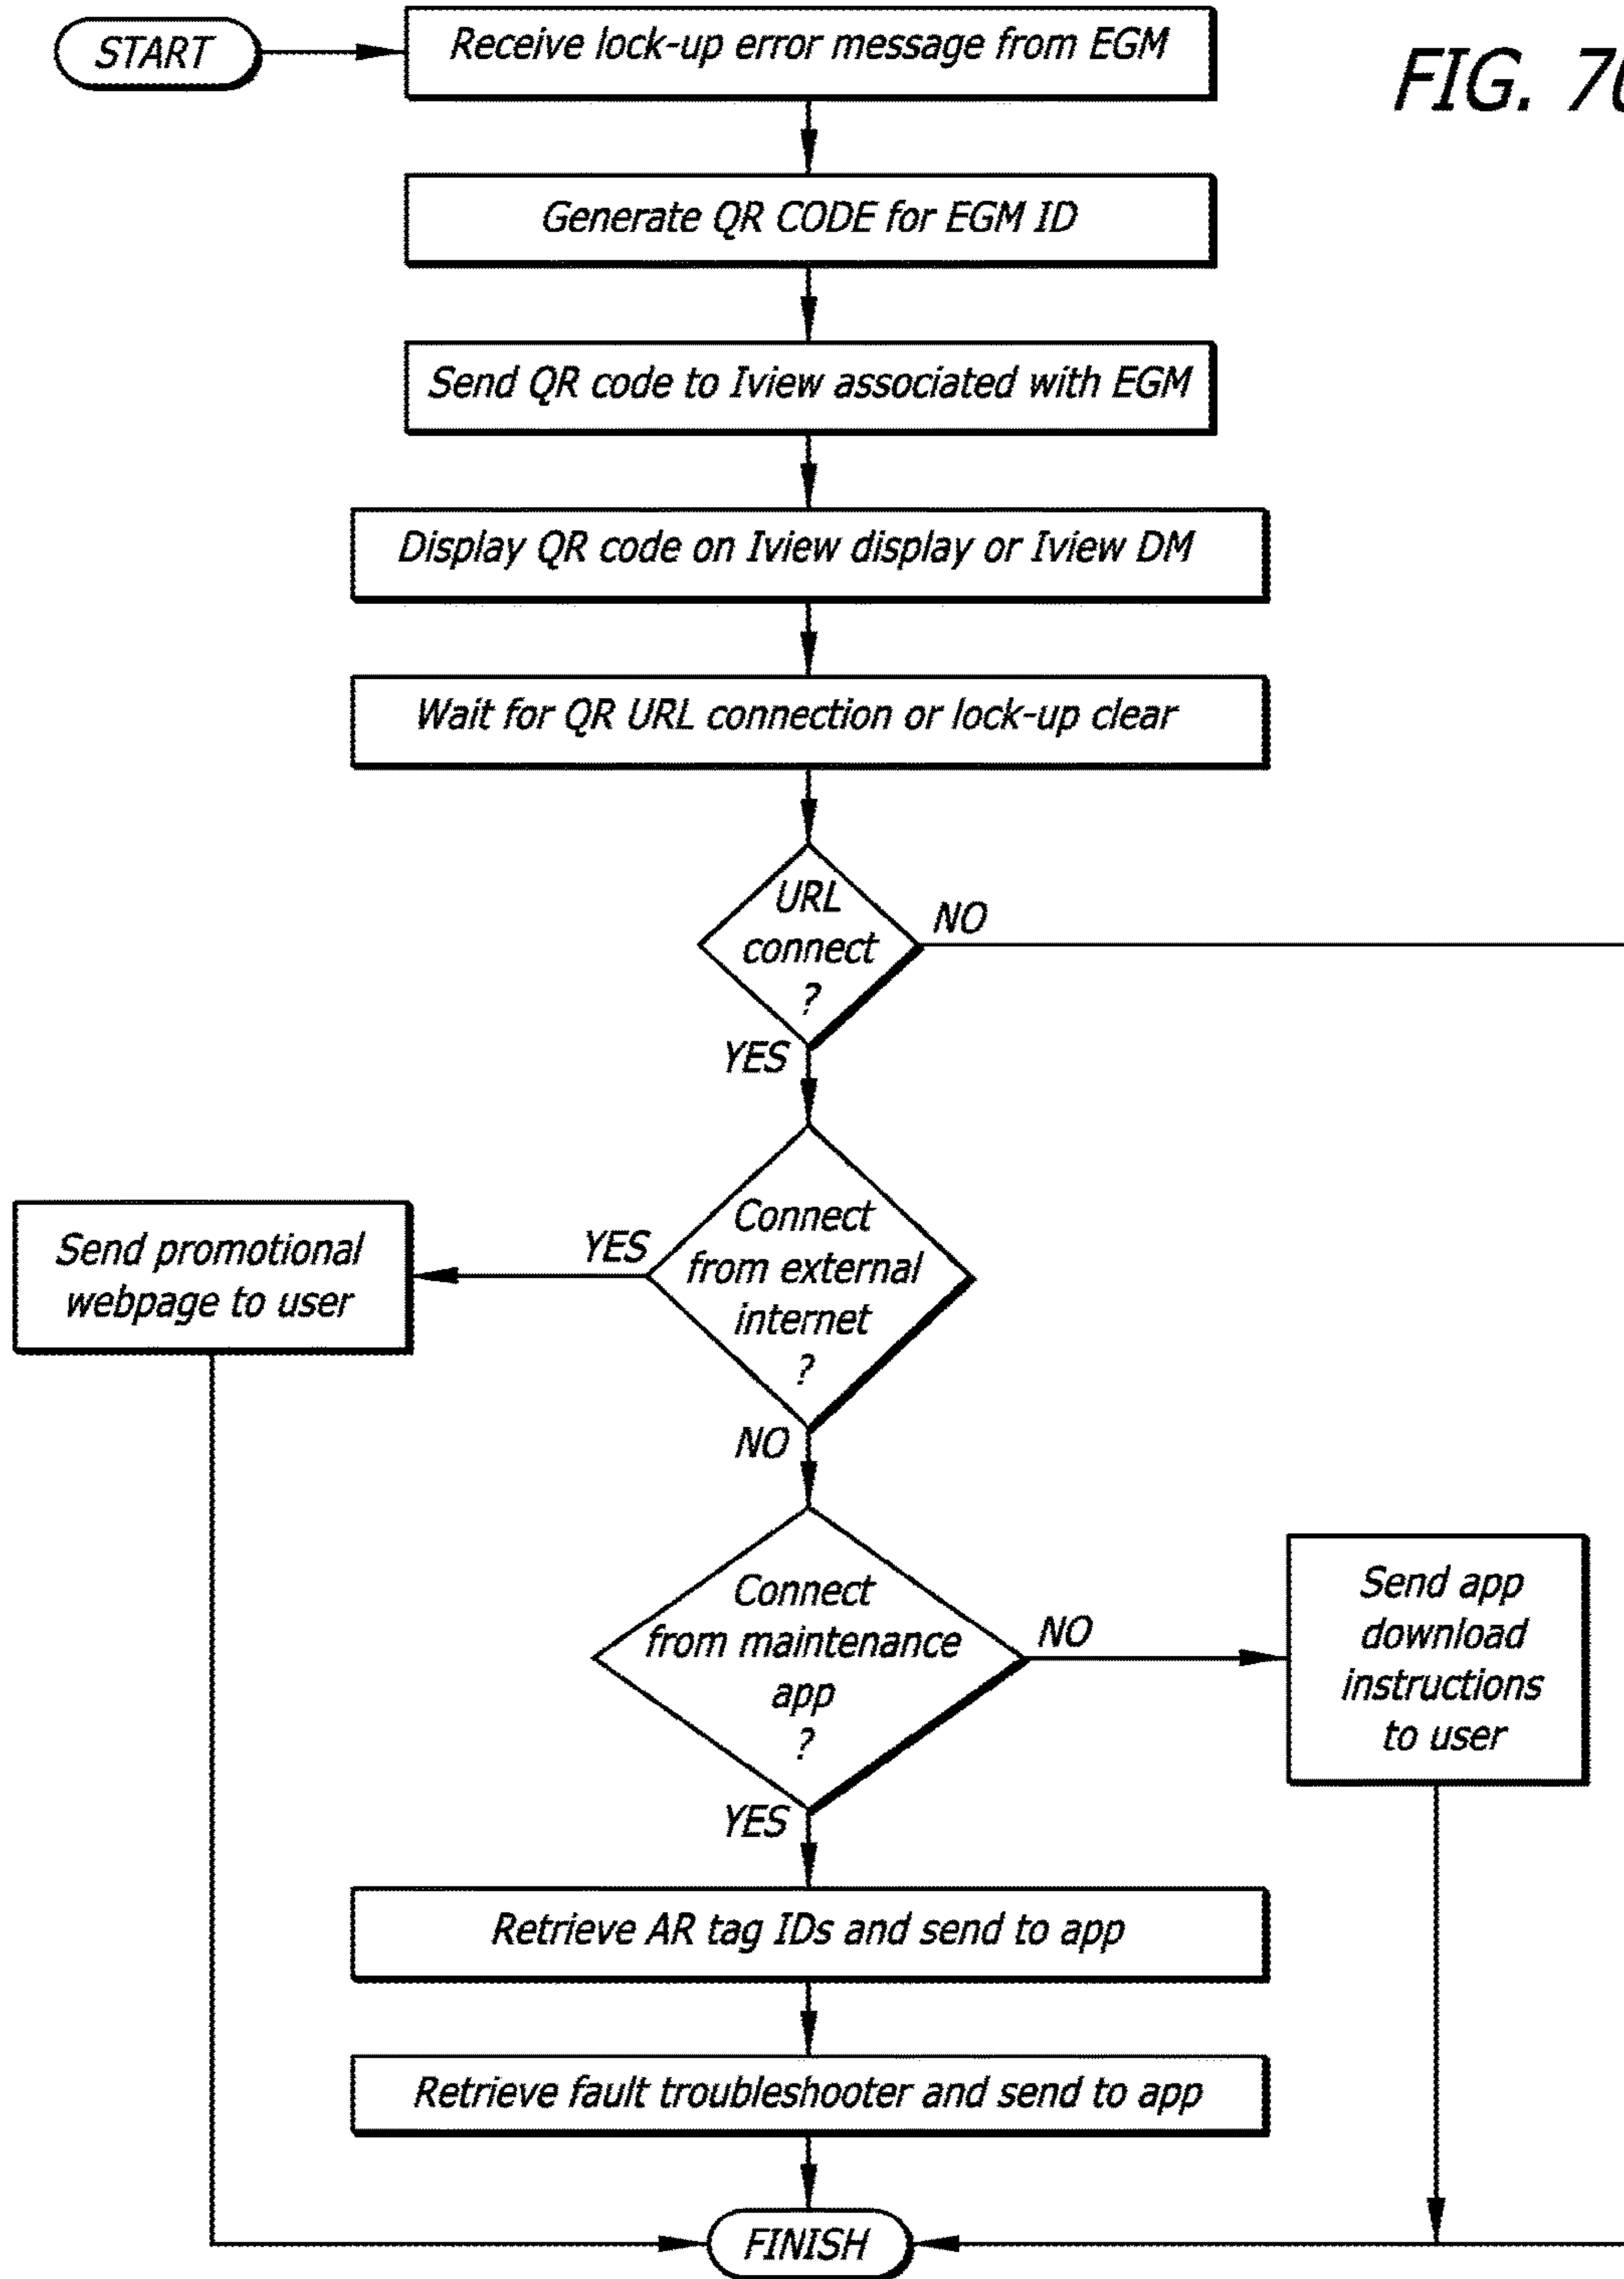 START
Receive lock-up error message from EGM
FIG. 70
Generate QR CODE for EGM ID
Send QR code to Iview associated with EGM
Display QR code on Iview display or Iview DM
Wait for QR URL connection or lock-up clear
URL
connect
?
NO
YES
Connect
from external
internet
?
YES
Send promotional
webpage to user
NO
Connect
from maintenance
app
?
NO
Send app
download
instructions
to user
YES
Retrieve AR tag IDs and send to app
Retrieve fault troubleshooter and send to app
FINISH